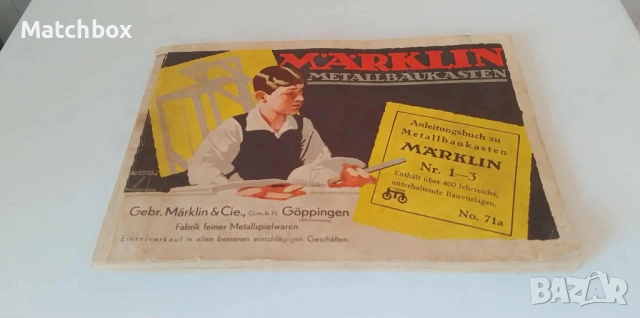 Matchbox
MÄRKLIN
METALLBAUKASTEN
Anleitungsbuch zu
Metallbaukasten
MÄRKLIN
Nr. 1—3
Enthält über 400 lehrreiche,
unterhaltende Bauvorlagen.
No. 71a
Gebr. Märklin & Cie., G.m.b.H. Göppingen
Fabrik feiner Metallspielwaren
Einzelverkauf in allen besseren einschlägigen Geschäften.
BAZAR